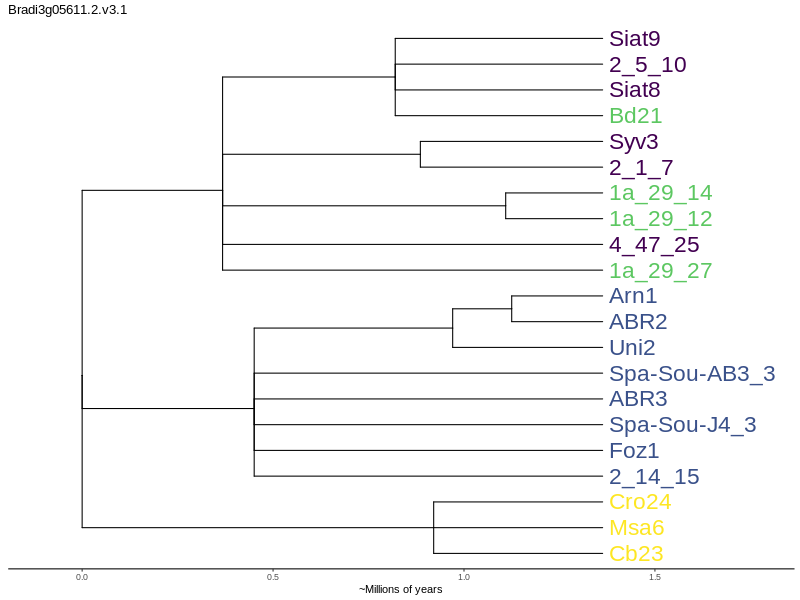 Bradi3g05611.2.v3.1
Siat9
2_5_10
Siat8
Bd21
Syv3
2_1_7
1a_29_14
1a_29_12
4_47_25
1a_29_27
Arn1
ABR2
Uni2
Spa-Sou-AB3_3
ABR3
Spa-Sou-J4_3
Foz1
2_14_15
Cro24
Msa6
Cb23
0.0 0.5 1.0 1.5
~Millions of years